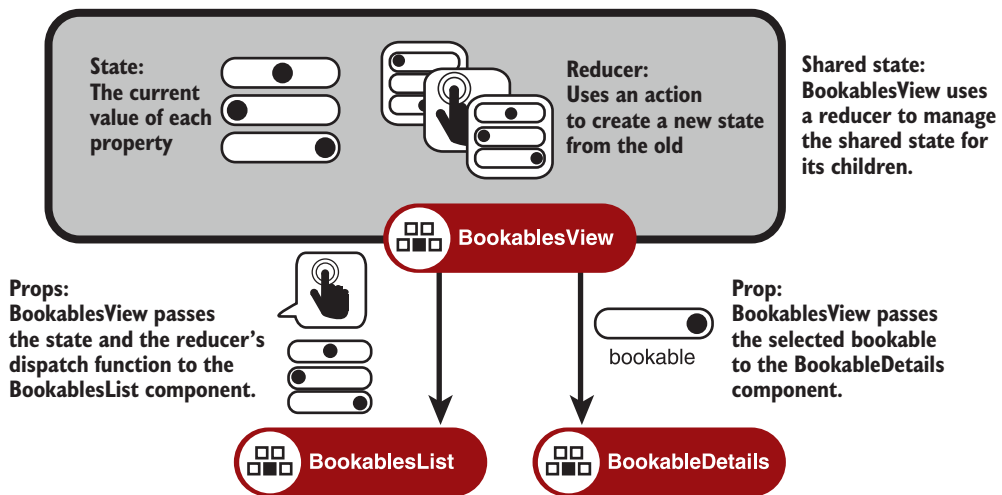 State:
The current
value of each
property
Reducer:
Uses an action
to create a new state
from the old
Shared state:
BookablesView uses
a reducer to manage
the shared state for
its children.
BookablesView
Props:
BookablesView passes
the state and the reducer’s
dispatch function to the
BookablesList component.
bookable
Prop:
BookablesView passes
the selected bookable
to the BookableDetails
component.
BookablesList
BookableDetails